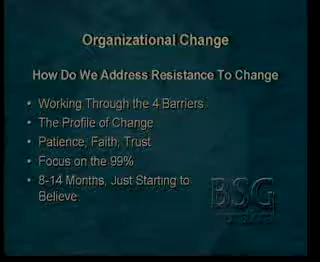 Organizational Change
How Do We Address Resistance To Change
• Working Through the 4 Barriers
• The Profile of Change
• Patience, Faith, Trust
• Focus on the 99%
• 8-14 Months, Just Starting to
Believe
BSG